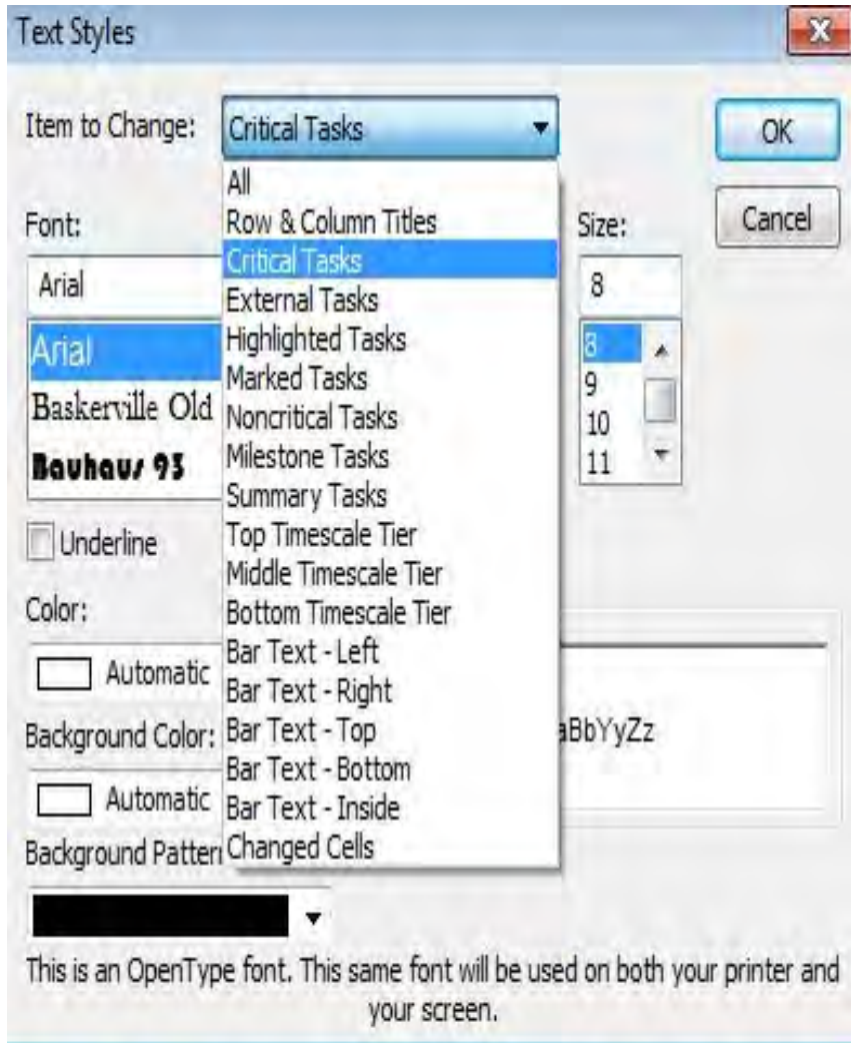 Text Styles
Item to Change: Critical Tasks
OK
All
Row & Column Titles
Critical Tasks
External Tasks
Highlighted Tasks
Marked Tasks
Noncritical Tasks
Milestone Tasks
Summary Tasks
Top Timescale Tier
Middle Timescale Tier
Bottom Timescale Tier
Bar Text - Left
Bar Text - Right
Bar Text - Top
Bar Text - Bottom
Bar Text - Inside
Changed Cells
Font:
Size:
Cancel
Arial
8
Arial
Baskerville Old
Bauhaus 93
8
9
10
11
Underline
Color:
Automatic
Background Color:
aBbYyZz
Automatic
Background Pattern
This is an OpenType font. This same font will be used on both your printer and
your screen.